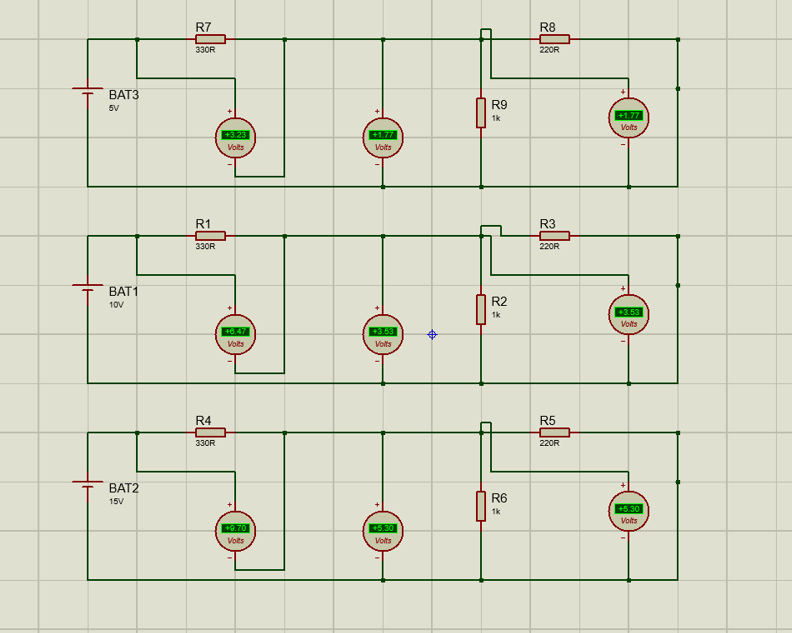 R7
R8
330R
220R
+
BAT3
5V
+
+
R9
1k
+3.23
Volts
+1.77
Volts
+1.77
Volts
−
−
−
R1
R3
330R
220R
+
BAT1
10V
+
+
R2
1k
+6.47
Volts
+3.53
Volts
+3.53
Volts
−
−
−
R4
R5
330R
220R
+
BAT2
15V
+
+
R6
1k
+9.70
Volts
+5.30
Volts
+5.30
Volts
−
−
−